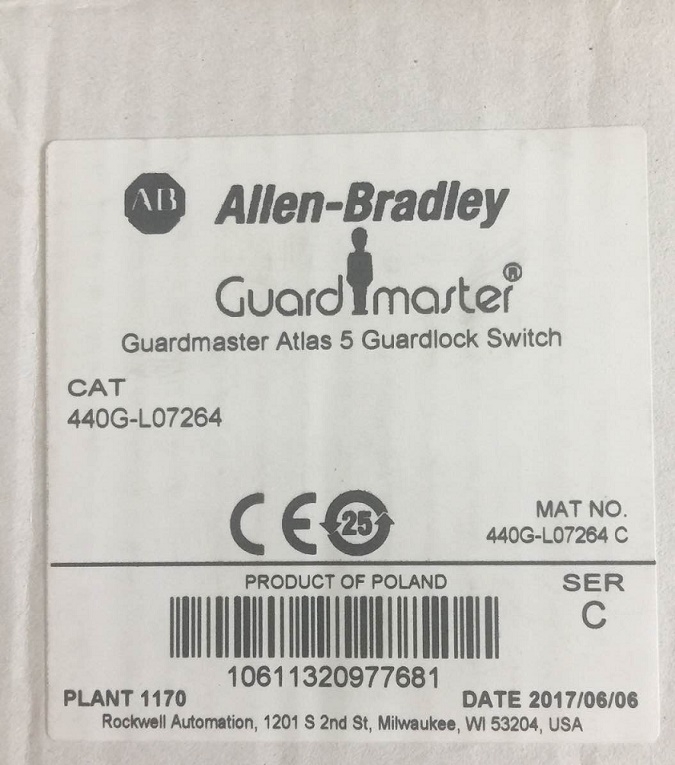 AB Allen-Bradley
Guardmaster®
Guardmaster Atlas 5 Guardlock Switch
CAT
440G-L07264
CE 25
MAT NO.
440G-L07264 C
PRODUCT OF POLAND
SER
C
10611320977681
PLANT 1170 DATE 2017/06/06
Rockwell Automation, 1201 S 2nd St, Milwaukee, WI 53204, USA